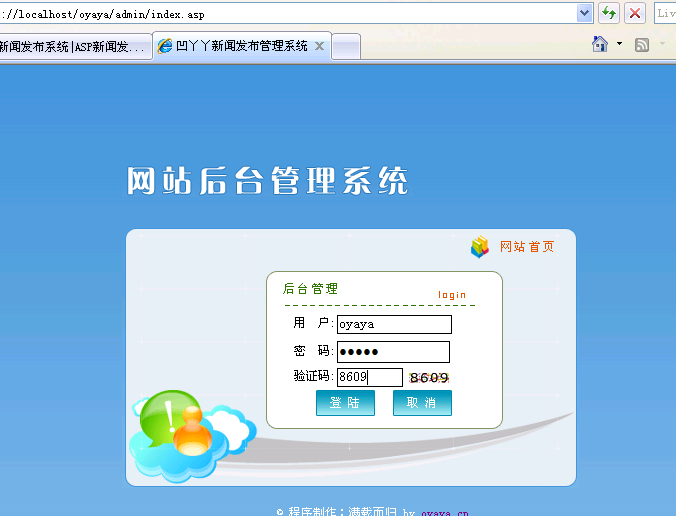 ://localhost/oyaya/admin/index.asp
Liv
新闻发布系统|ASP新闻发... 凹丫丫新闻发布管理系统
网站后台管理系统
网站首页
后台管理
login
用 户: oyaya
密 码: ●●●●●
验证码: 8609 8609
登 陆 取 消
© 程序制作：满载而归 by oyaya.cn